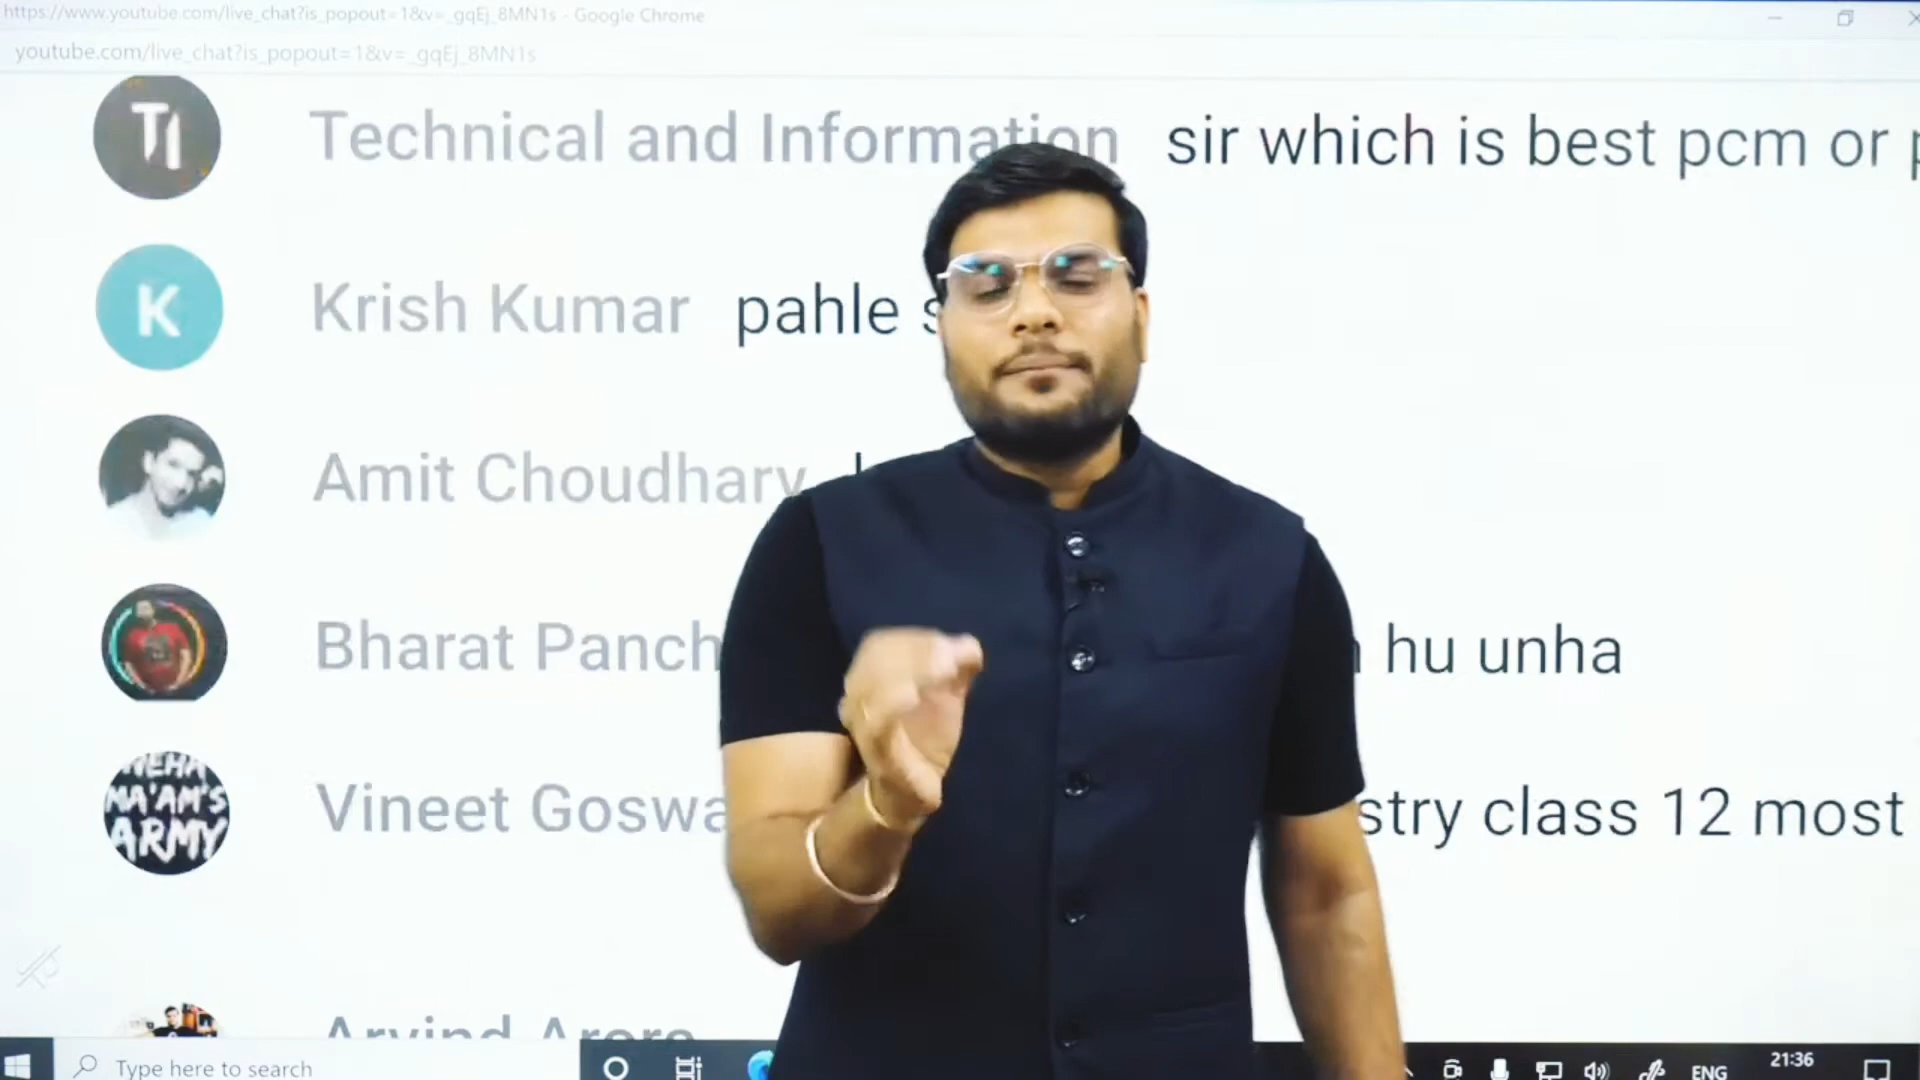 https://www.youtube.com/live_chat?is_popout=1&v=_gqEj_8MN1s - Google Chrome
youtube.com/live_chat?is_popout=1&v=_gqEj_8MN1s
TI
Technical and Information sir which is best pcm or
K
Krish Kumar pahle
Amit Choudhary
Bharat Panch hu unha
NEHA
MA'AM'S
ARMY
Vineet Goswa stry class 12 most
Arvind Arora
Type here to search
ENG
21:36